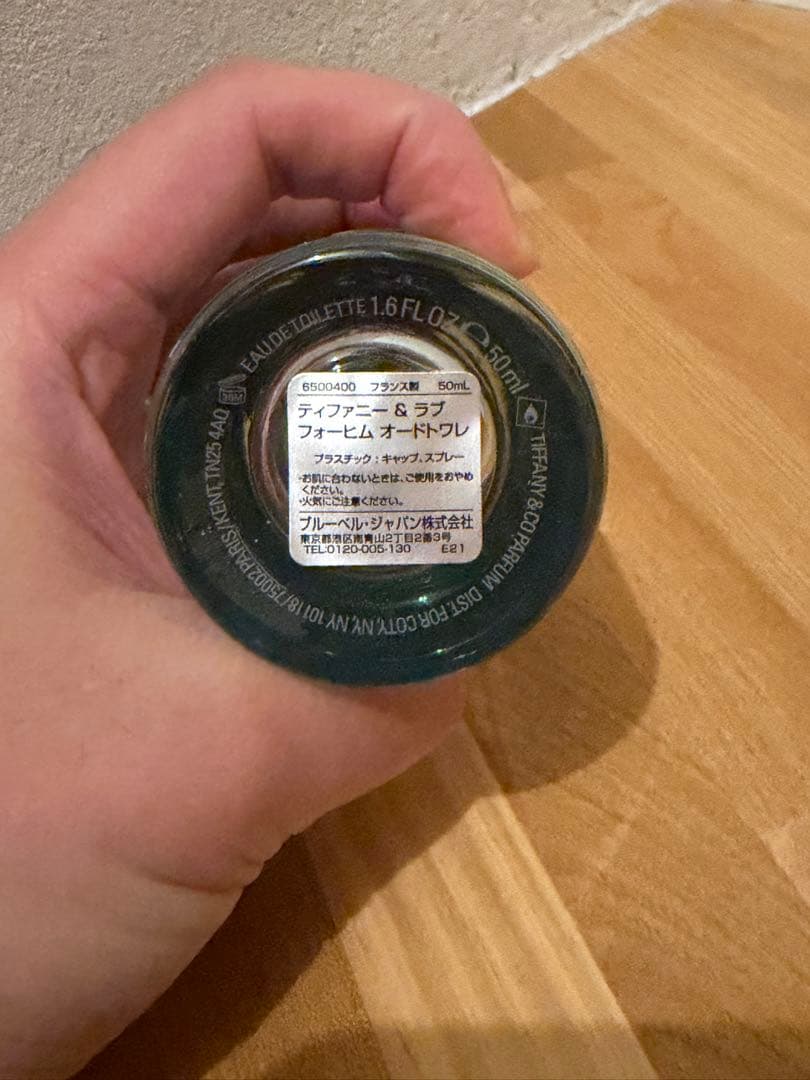 EAU DE TOILETTE 1.6 FL OZ 50 ml
TIFFANY & CO PARFUM DIST. FOR COTY, NY, NY 10118/75002 PARIS/KENT, TN25 4AQ
36M
6500400 フランス製 50mL
ティファニー & ラブ
フォーヒム オードトワレ
プラスチック：キャップ、スプレー
・お肌に合わないときは、ご使用をおやめ
ください。
・火気にご注意ください。
ブルーベル・ジャパン株式会社
東京都港区南青山2丁目2番3号
TEL:0120-005-130 E21